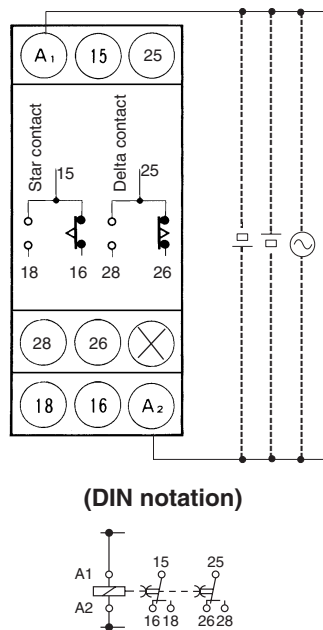 A1 15 25
Star contact
Delta contact
15 25
18 16 28 26
28 26
18 16 A2
(DIN notation)
15 25
A1
A2
16 18 26 28